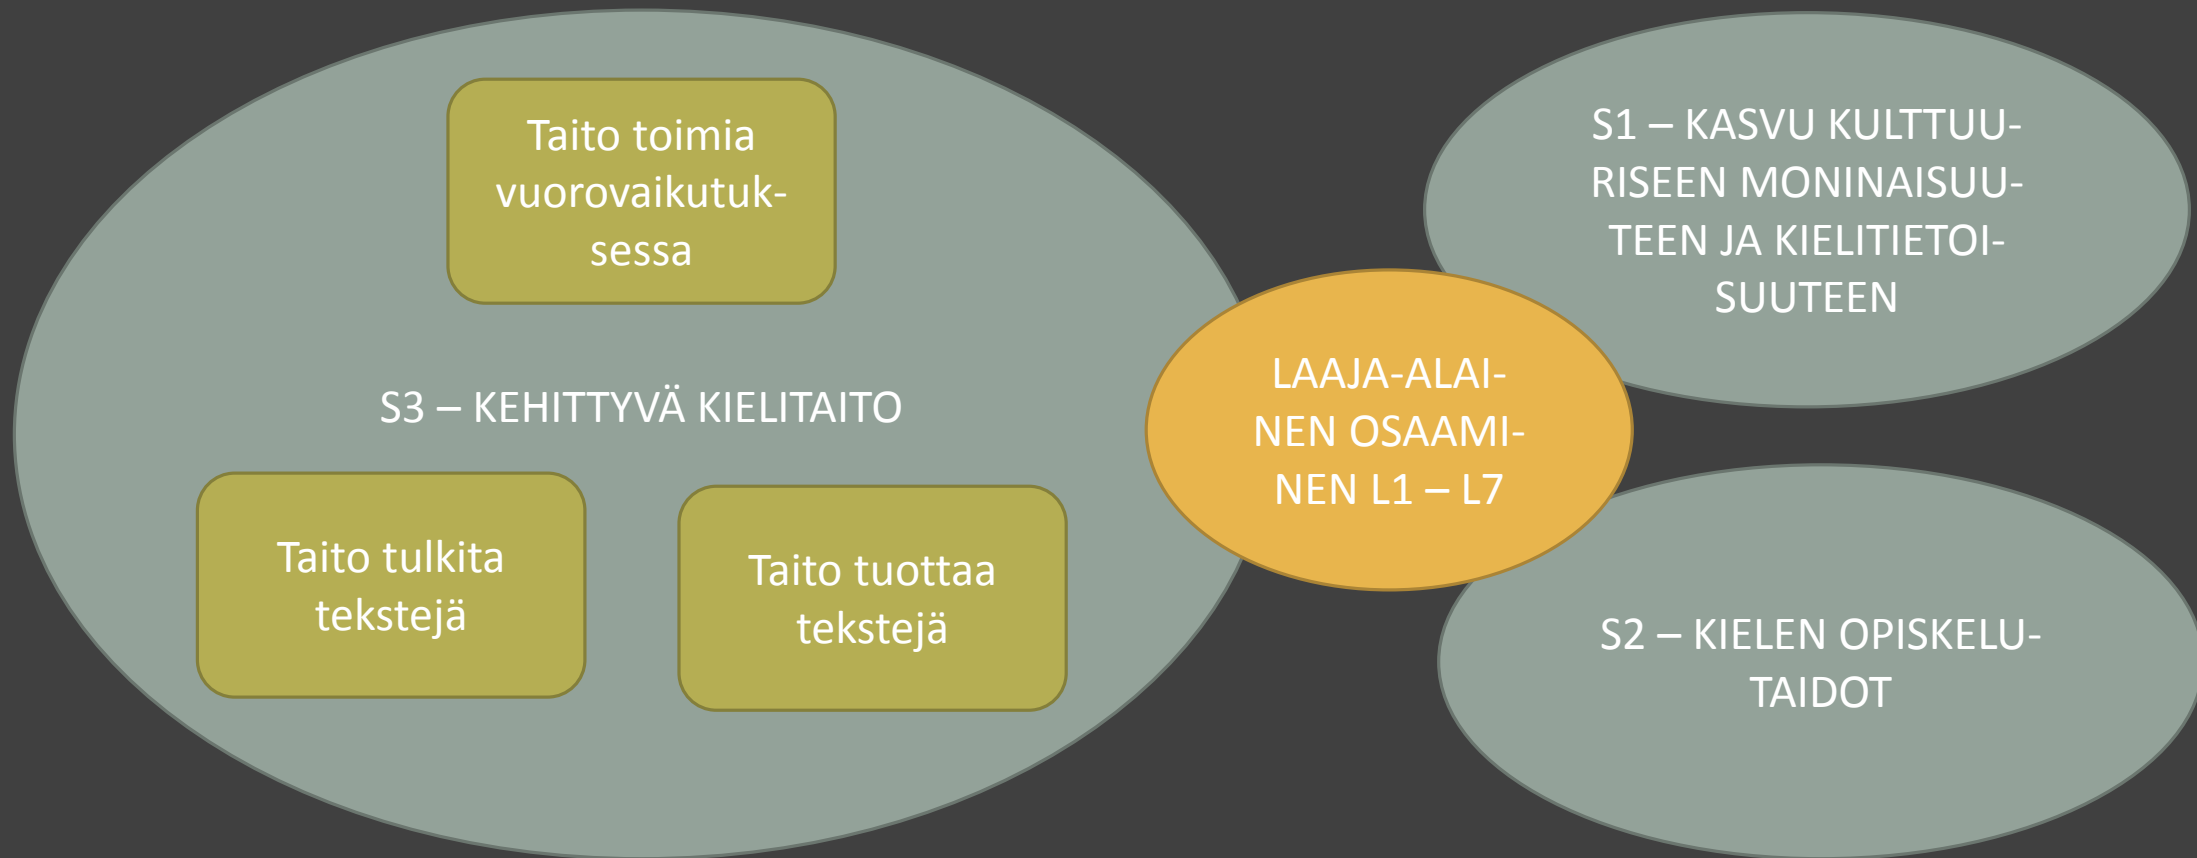 Taito toimia
vuorovaikutuk-
sessa
S3 – KEHITTYVÄ KIELITAITO
Taito tulkita
tekstejä
Taito tuottaa
tekstejä
LAAJA-ALAI-
NEN OSAAMI-
NEN L1 – L7
S1 – KASVU KULTTUU-
RISEEN MONINAISUU-
TEEN JA KIELITIETOI-
SUUTEEN
S2 – KIELEN OPISKELU-
TAIDOT